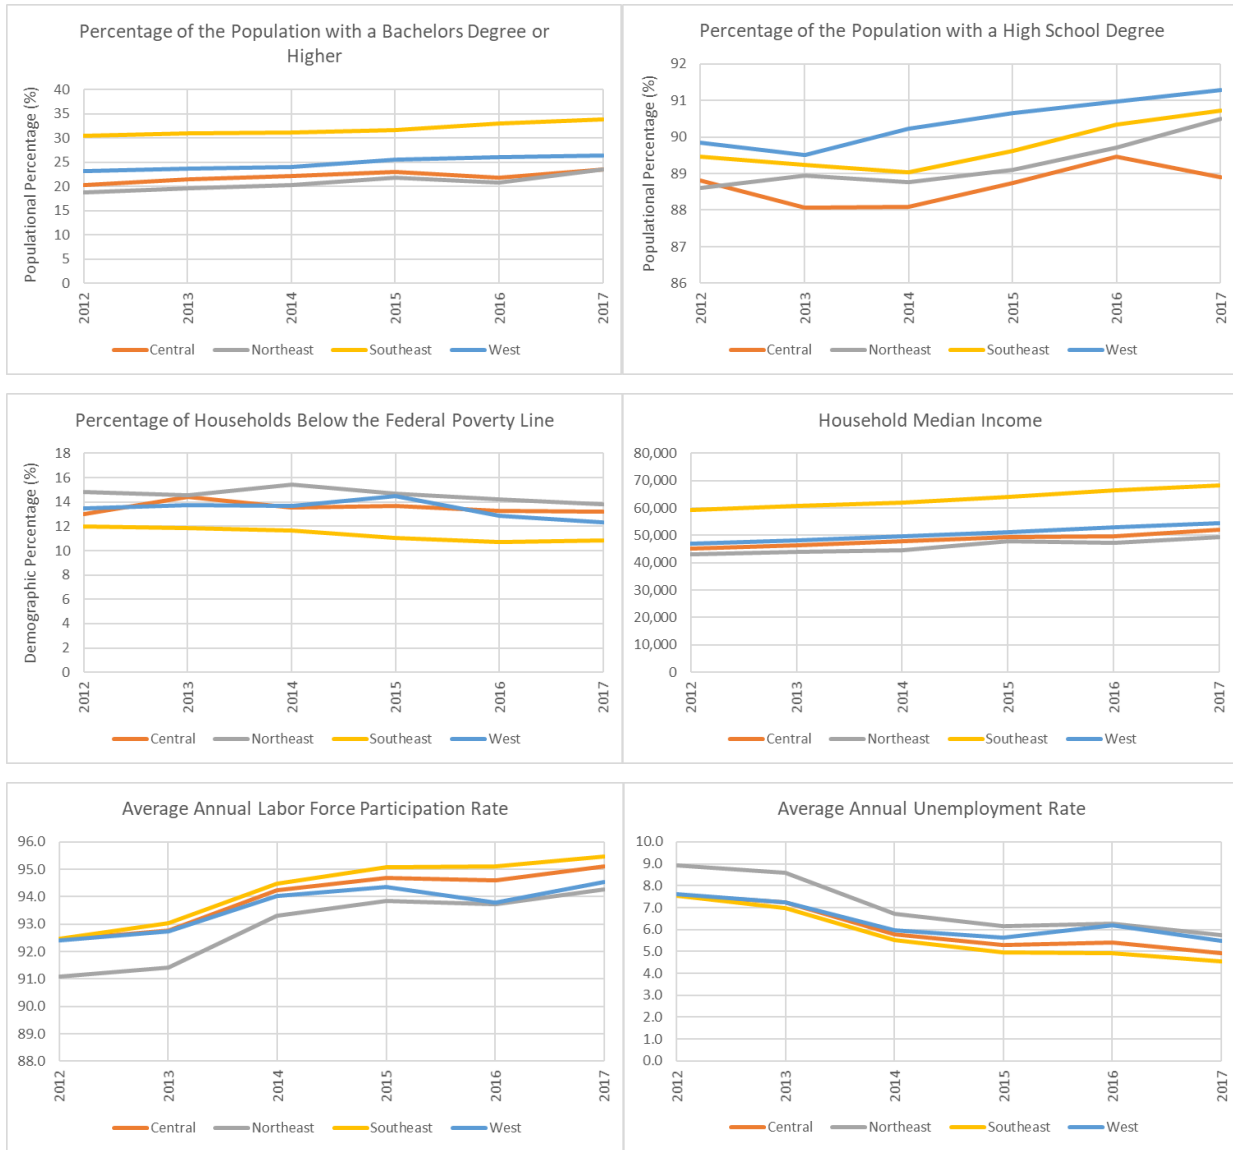 Percentage of the Population with a Bachelors Degree or
Higher
Populational Percentage (%)
40
35
30
25
20
15
10
5
0
2012
2013
2014
2015
2016
2017
Central
Northeast
Southeast
West
Percentage of the Population with a High School Degree
Populational Percentage (%)
92
91
90
89
88
87
86
2012
2013
2014
2015
2016
2017
Central
Northeast
Southeast
West
Percentage of Households Below the Federal Poverty Line
Demographic Percentage (%)
18
16
14
12
10
8
6
4
2
0
2012
2013
2014
2015
2016
2017
Central
Northeast
Southeast
West
Household Median Income
80,000
70,000
60,000
50,000
40,000
30,000
20,000
10,000
0
2012
2013
2014
2015
2016
2017
Central
Northeast
Southeast
West
Average Annual Labor Force Participation Rate
96.0
95.0
94.0
93.0
92.0
91.0
90.0
89.0
88.0
2012
2013
2014
2015
2016
2017
Central
Northeast
Southeast
West
Average Annual Unemployment Rate
10.0
9.0
8.0
7.0
6.0
5.0
4.0
3.0
2.0
1.0
0.0
2012
2013
2014
2015
2016
2017
Central
Northeast
Southeast
West